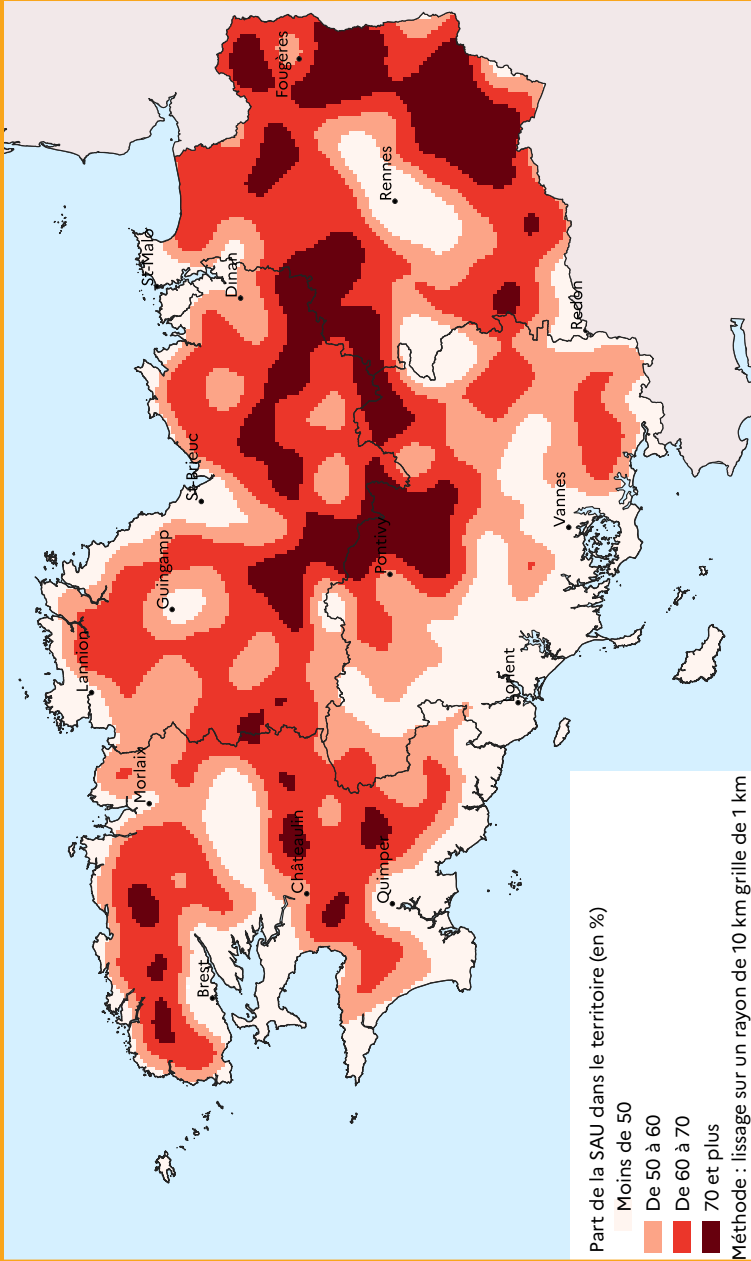 Fougères
St-Malo
Dinan
Rennes
St-Brieuc
Lannion
Guingamp
Redon
Morlaix
Pontivy
Vannes
Brest
Châteaulin
Lorient
Quimper
Part de la SAU dans le territoire (en %)
Moins de 50
De 50 à 60
De 60 à 70
70 et plus
Méthode : lissage sur un rayon de 10 km grille de 1 km